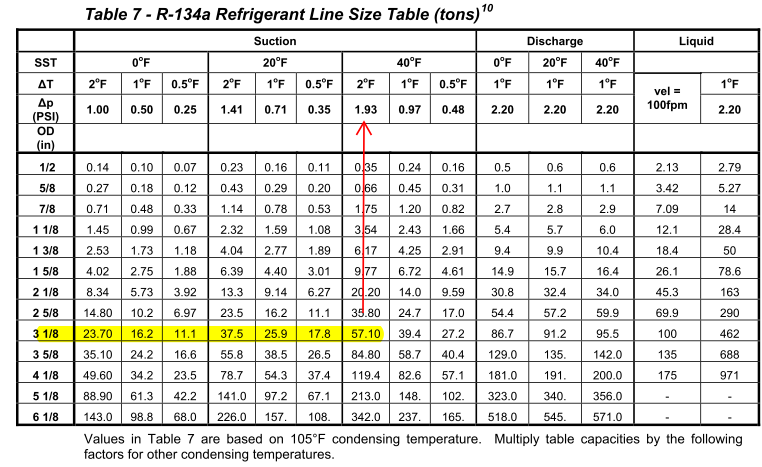 Table 7 - R-134a Refrigerant Line Size Table (tons)10
Suction Discharge Liquid
SST 0°F 20°F 40°F 0°F 20°F 40°F
ΔT 2°F 1°F 0.5°F 2°F 1°F 0.5°F 2°F 1°F 0.5°F 1°F 1°F 1°F vel = 100fpm 1°F
Δp (PSI) 1.00 0.50 0.25 1.41 0.71 0.35 1.93 0.97 0.48 2.20 2.20 2.20 2.20
OD (in)
1/2 0.14 0.10 0.07 0.23 0.16 0.11 0.35 0.24 0.16 0.5 0.6 0.6 2.13 2.79
5/8 0.27 0.18 0.12 0.43 0.29 0.20 0.66 0.45 0.31 1.0 1.1 1.1 3.42 5.27
7/8 0.71 0.48 0.33 1.14 0.78 0.53 1.75 1.20 0.82 2.7 2.8 2.9 7.09 14
1 1/8 1.45 0.99 0.67 2.32 1.59 1.08 3.54 2.43 1.66 5.4 5.7 6.0 12.1 28.4
1 3/8 2.53 1.73 1.18 4.04 2.77 1.89 6.17 4.25 2.91 9.4 9.9 10.4 18.4 50
1 5/8 4.02 2.75 1.88 6.39 4.40 3.01 9.77 6.72 4.61 14.9 15.7 16.4 26.1 78.6
2 1/8 8.34 5.73 3.92 13.3 9.14 6.27 20.20 14.0 9.59 30.8 32.4 34.0 45.3 163
2 5/8 14.80 10.2 6.97 23.5 16.2 11.1 35.80 24.7 17.0 54.4 57.2 59.9 69.9 290
3 1/8 23.70 16.2 11.1 37.5 25.9 17.8 57.10 39.4 27.2 86.7 91.2 95.5 100 462
3 5/8 35.10 24.2 16.6 55.8 38.5 26.5 84.80 58.7 40.4 129.0 135. 142.0 135 688
4 1/8 49.60 34.2 23.5 78.7 54.3 37.4 119.4 82.6 57.1 181.0 191. 200.0 175 971
5 1/8 88.90 61.3 42.2 141.0 97.2 67.1 213.0 148. 102. 323.0 340. 356.0 - -
6 1/8 143.0 98.8 68.0 226.0 157. 108. 342.0 237. 165. 518.0 545. 571.0 - -
Values in Table 7 are based on 105°F condensing temperature. Multiply table capacities by the following
factors for other condensing temperatures.